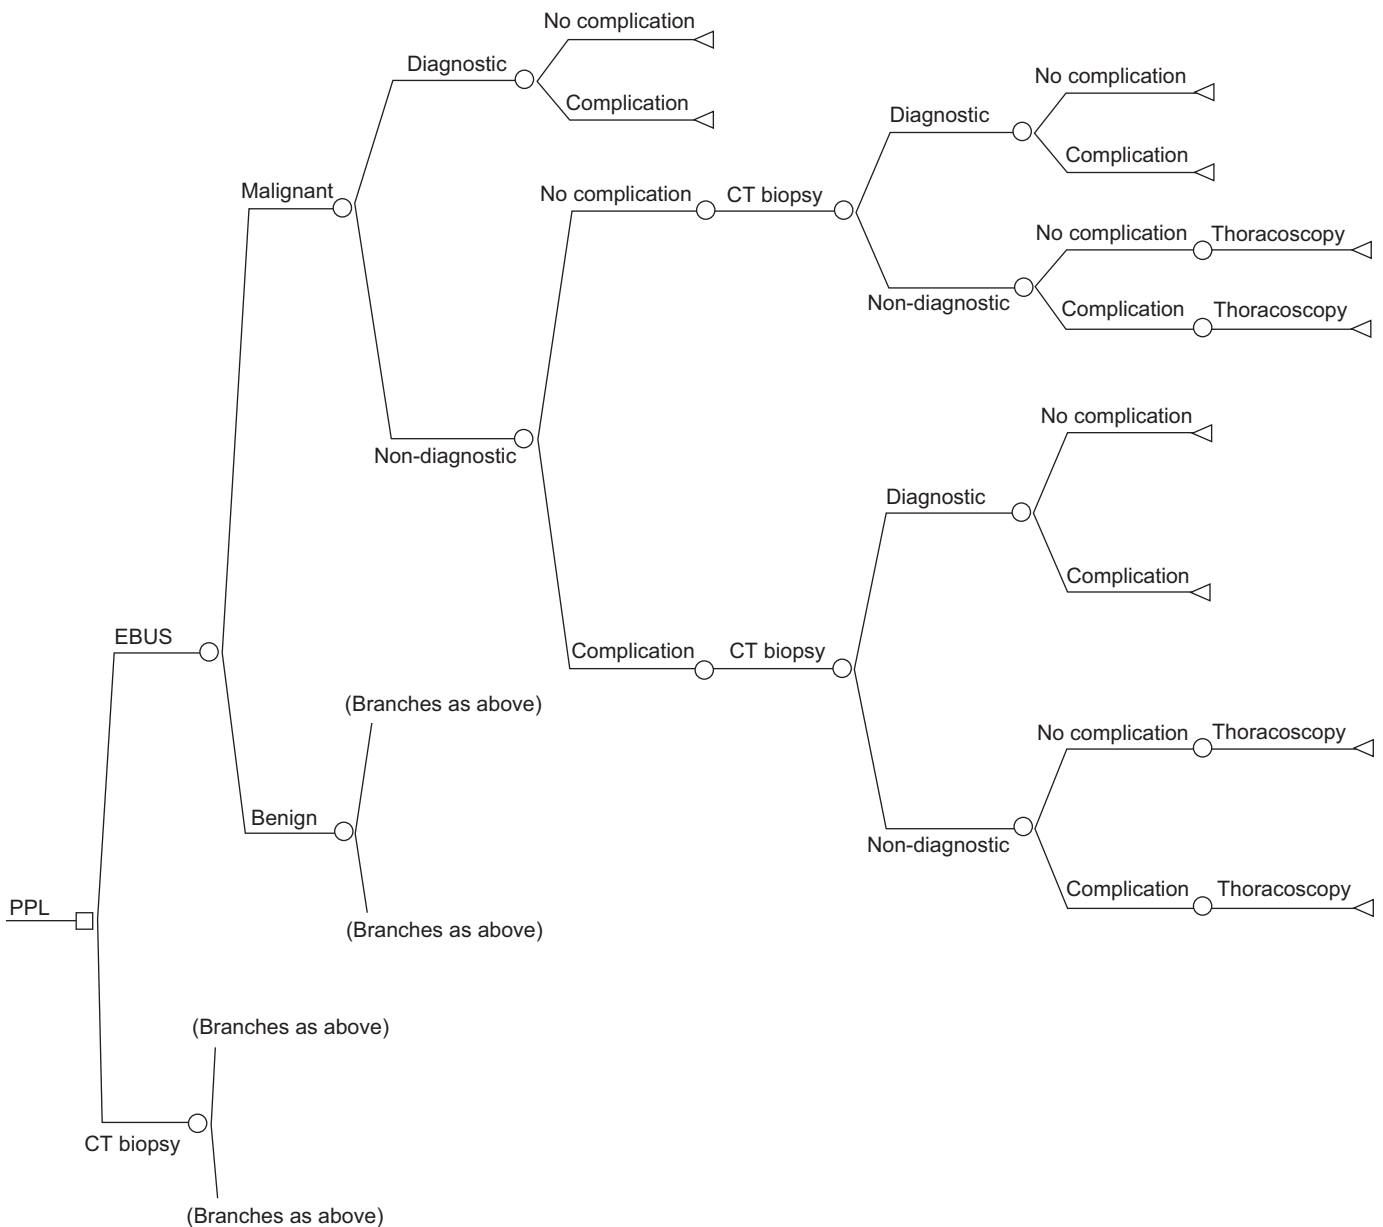 No complication
Diagnostic
Complication
No complication
Diagnostic
Complication
Malignant
No complication
CT biopsy
No complication
Thoracoscopy
Non-diagnostic
Complication
Thoracoscopy
Non-diagnostic
No complication
Diagnostic
Complication
EBUS
Complication
CT biopsy
(Branches as above)
No complication
Thoracoscopy
Benign
Non-diagnostic
Complication
Thoracoscopy
PPL
(Branches as above)
(Branches as above)
CT biopsy
(Branches as above)